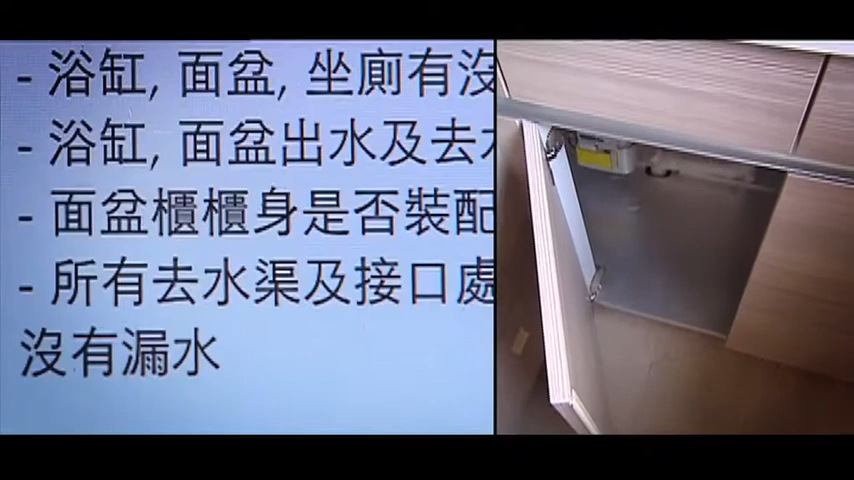 - 浴缸, 面盆, 坐廁有沒
- 浴缸, 面盆出水及去水
- 面盆櫃櫃身是否裝配
- 所有去水渠及接口處
沒有漏水